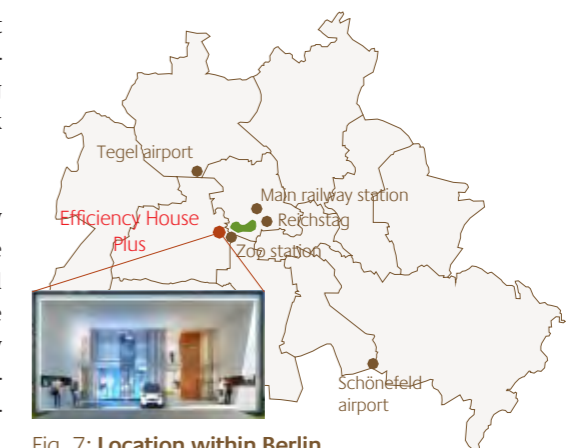 Tegel airport
Main railway station
Efficiency House
Plus
Reichstag
Zoo station
Schönefeld
airport
Fig. 7: Location within Berlin